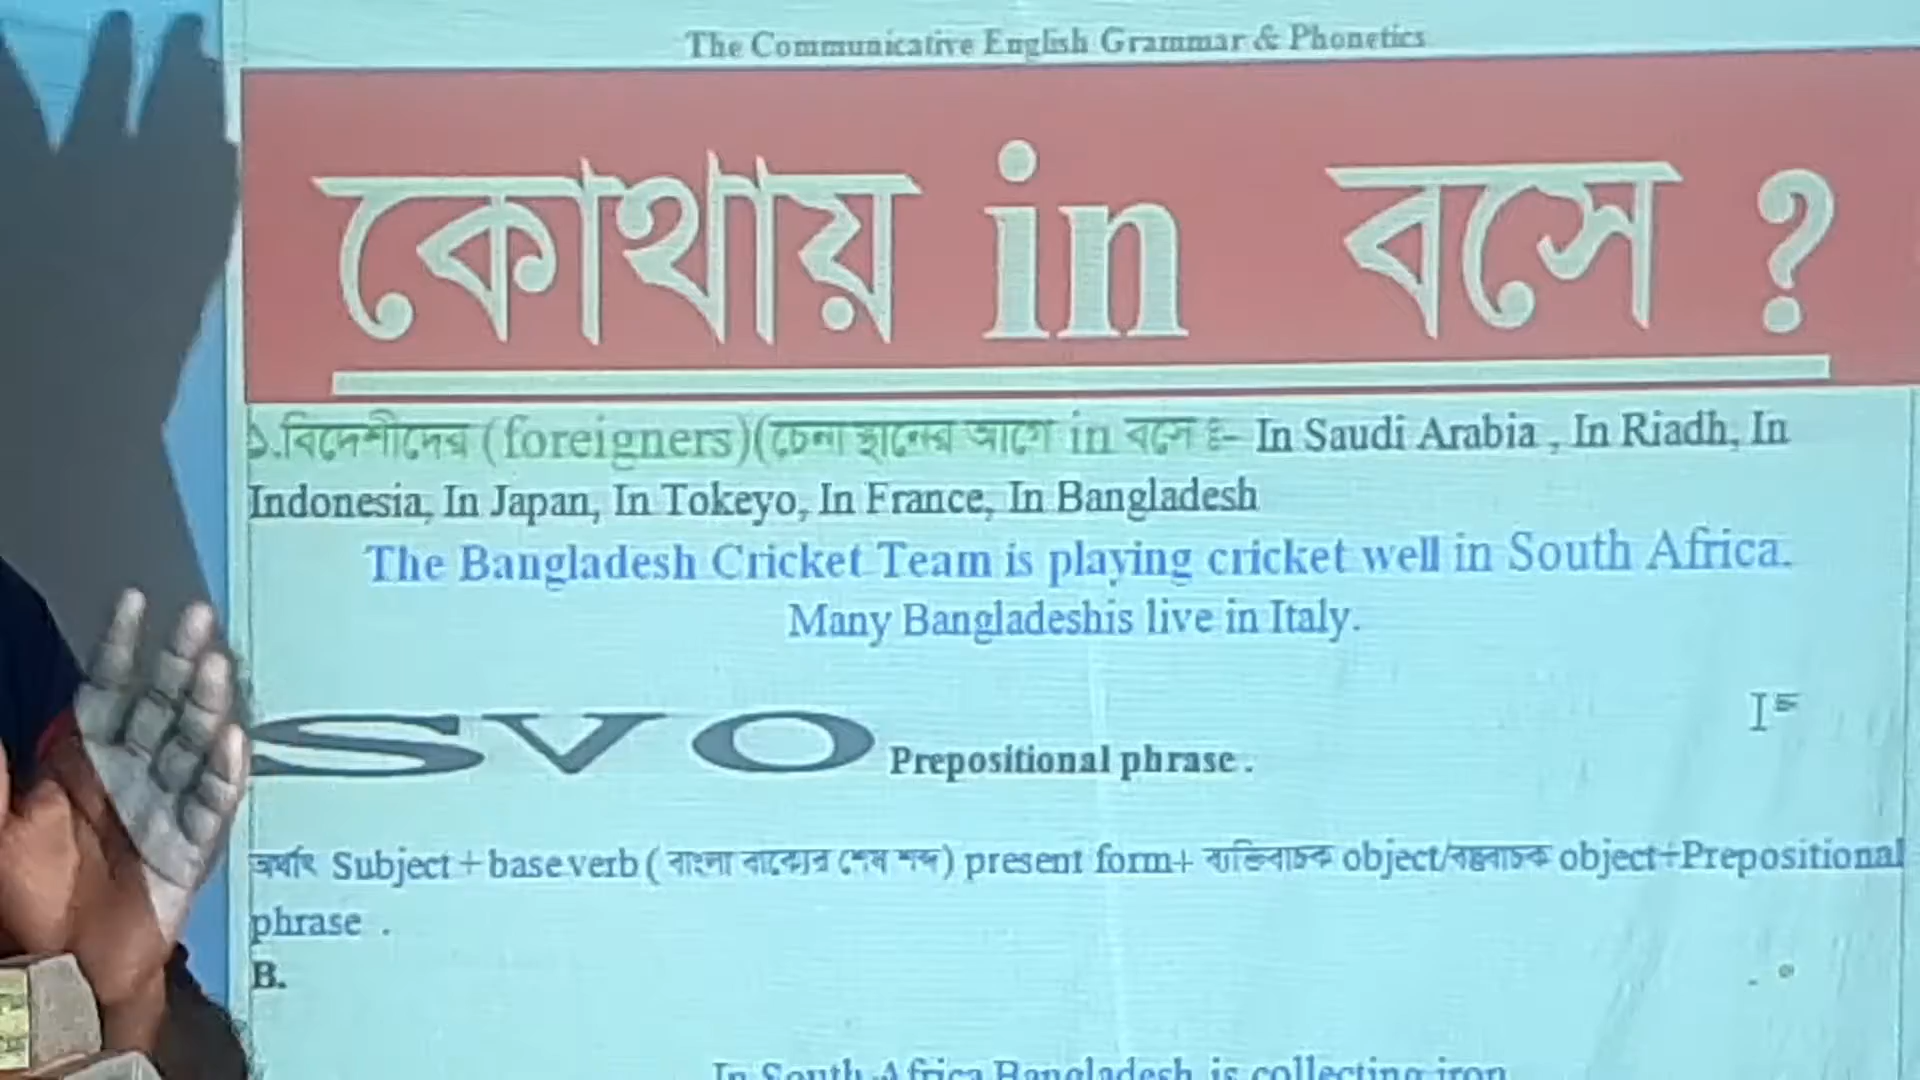 The Communicative English Grammar & Phonetics
কোথায় in বসে ?
১.বিদেশীদের (foreigners)(চেনা স্থানের আগে in বসে ঃ- In Saudi Arabia , In Riadh, In
Indonesia, In Japan, In Tokeyo, In France, In Bangladesh
The Bangladesh Cricket Team is playing cricket well in South Africa.
Many Bangladeshis live in Italy.
SVO Prepositional phrase .
অর্থাৎ Subject + base verb ( বাংলা বাক্যের শেষ শব্দ) present form+ ব্যক্তিবাচক object/বস্তুবাচক object+Prepositional
phrase .
B.
In South Africa Bangladesh is collecting iron